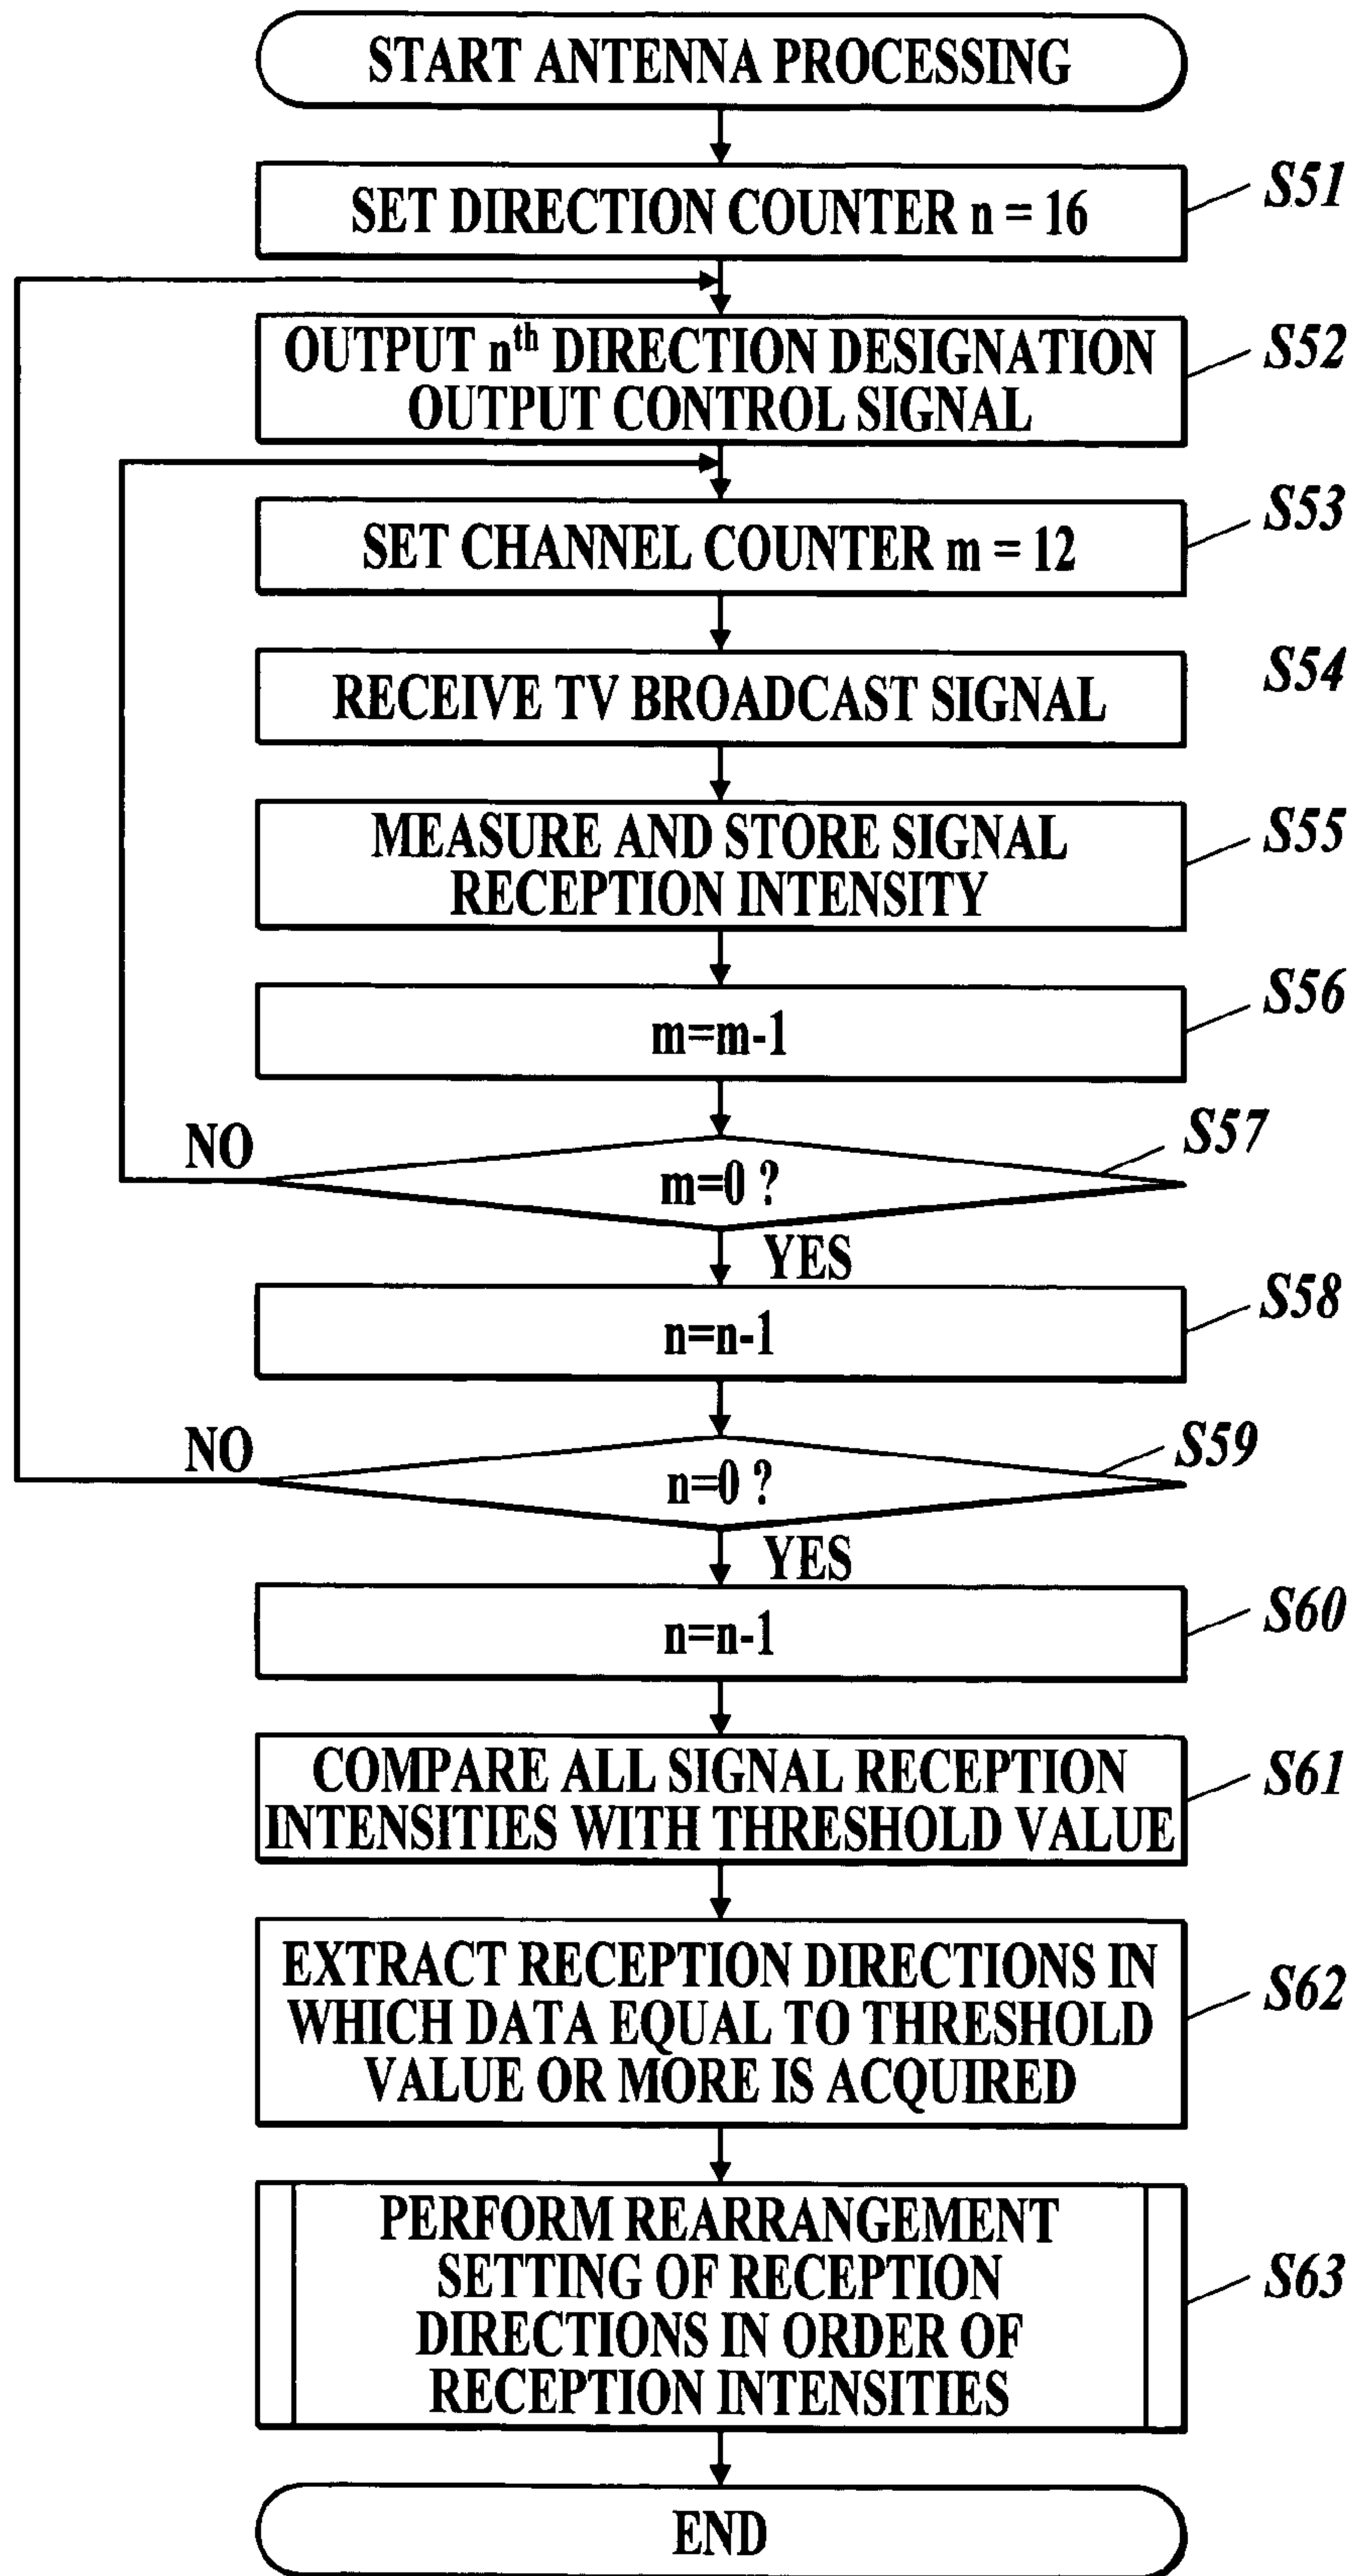 START ANTENNA PROCESSING
S51
SET DIRECTION COUNTER n = 16
S52
OUTPUT nth DIRECTION DESIGNATION
OUTPUT CONTROL SIGNAL
S53
SET CHANNEL COUNTER m = 12
S54
RECEIVE TV BROADCAST SIGNAL
S55
MEASURE AND STORE SIGNAL
RECEPTION INTENSITY
S56
m=m-1
NO
S57
m=0 ?
YES
S58
n=n-1
NO
S59
n=0 ?
YES
S60
n=n-1
S61
COMPARE ALL SIGNAL RECEPTION
INTENSITIES WITH THRESHOLD VALUE
S62
EXTRACT RECEPTION DIRECTIONS IN
WHICH DATA EQUAL TO THRESHOLD
VALUE OR MORE IS ACQUIRED
S63
PERFORM REARRANGEMENT
SETTING OF RECEPTION
DIRECTIONS IN ORDER OF
RECEPTION INTENSITIES
END